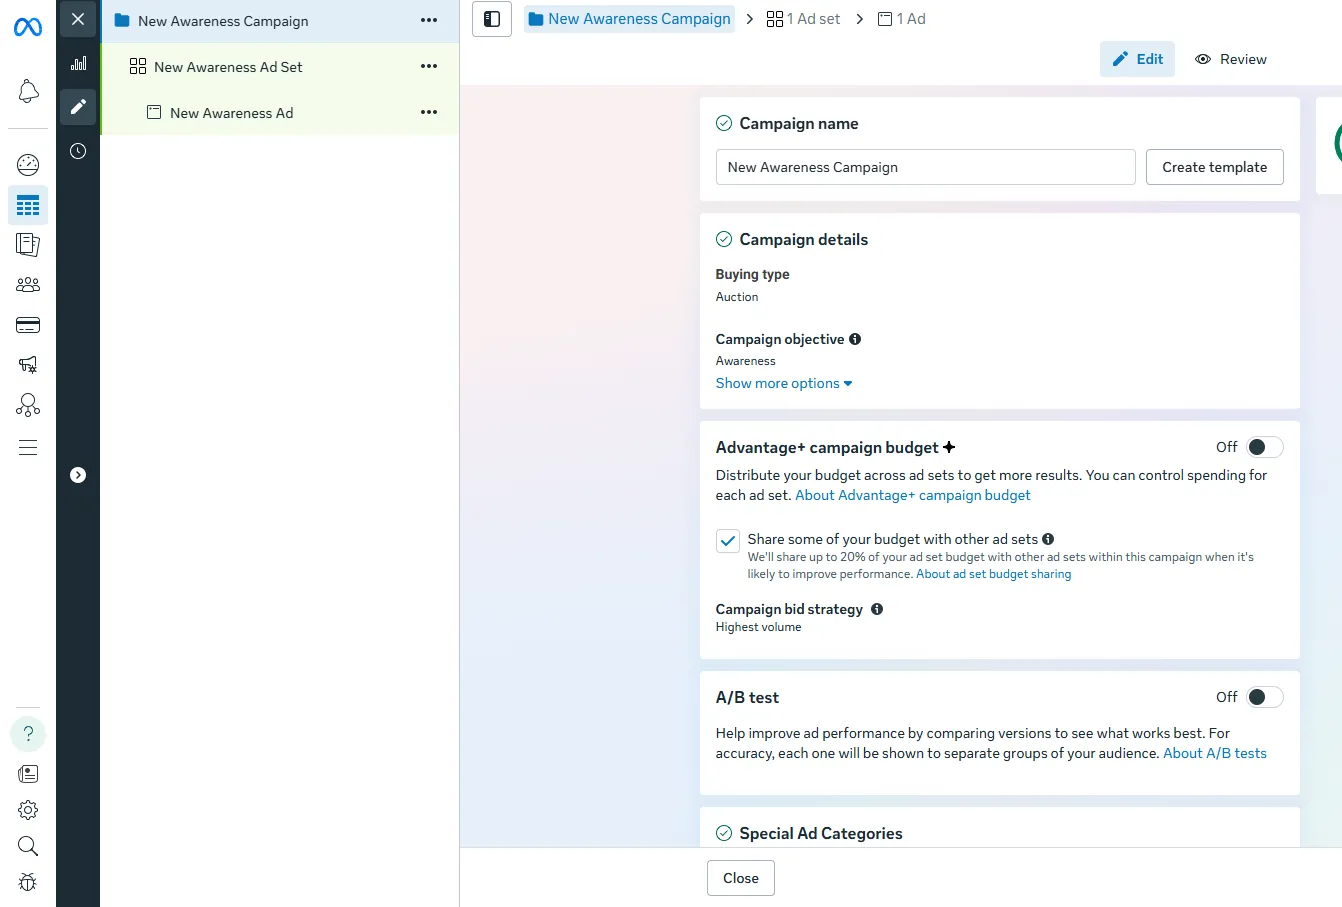 New Awareness Campaign
New Awareness Ad Set
New Awareness Ad
New Awareness Campaign
1 Ad set
1 Ad
Edit
Review
Campaign name
New Awareness Campaign
Create template
Campaign details
Buying type
Auction
Campaign objective
Awareness
Show more options
Advantage+ campaign budget
Off
Distribute your budget across ad sets to get more results. You can control spending for
each ad set. About Advantage+ campaign budget
Share some of your budget with other ad sets
We'll share up to 20% of your ad set budget with other ad sets within this campaign when it's
likely to improve performance. About ad set budget sharing
Campaign bid strategy
Highest volume
A/B test
Off
Help improve ad performance by comparing versions to see what works best. For
accuracy, each one will be shown to separate groups of your audience. About A/B tests
Special Ad Categories
Close